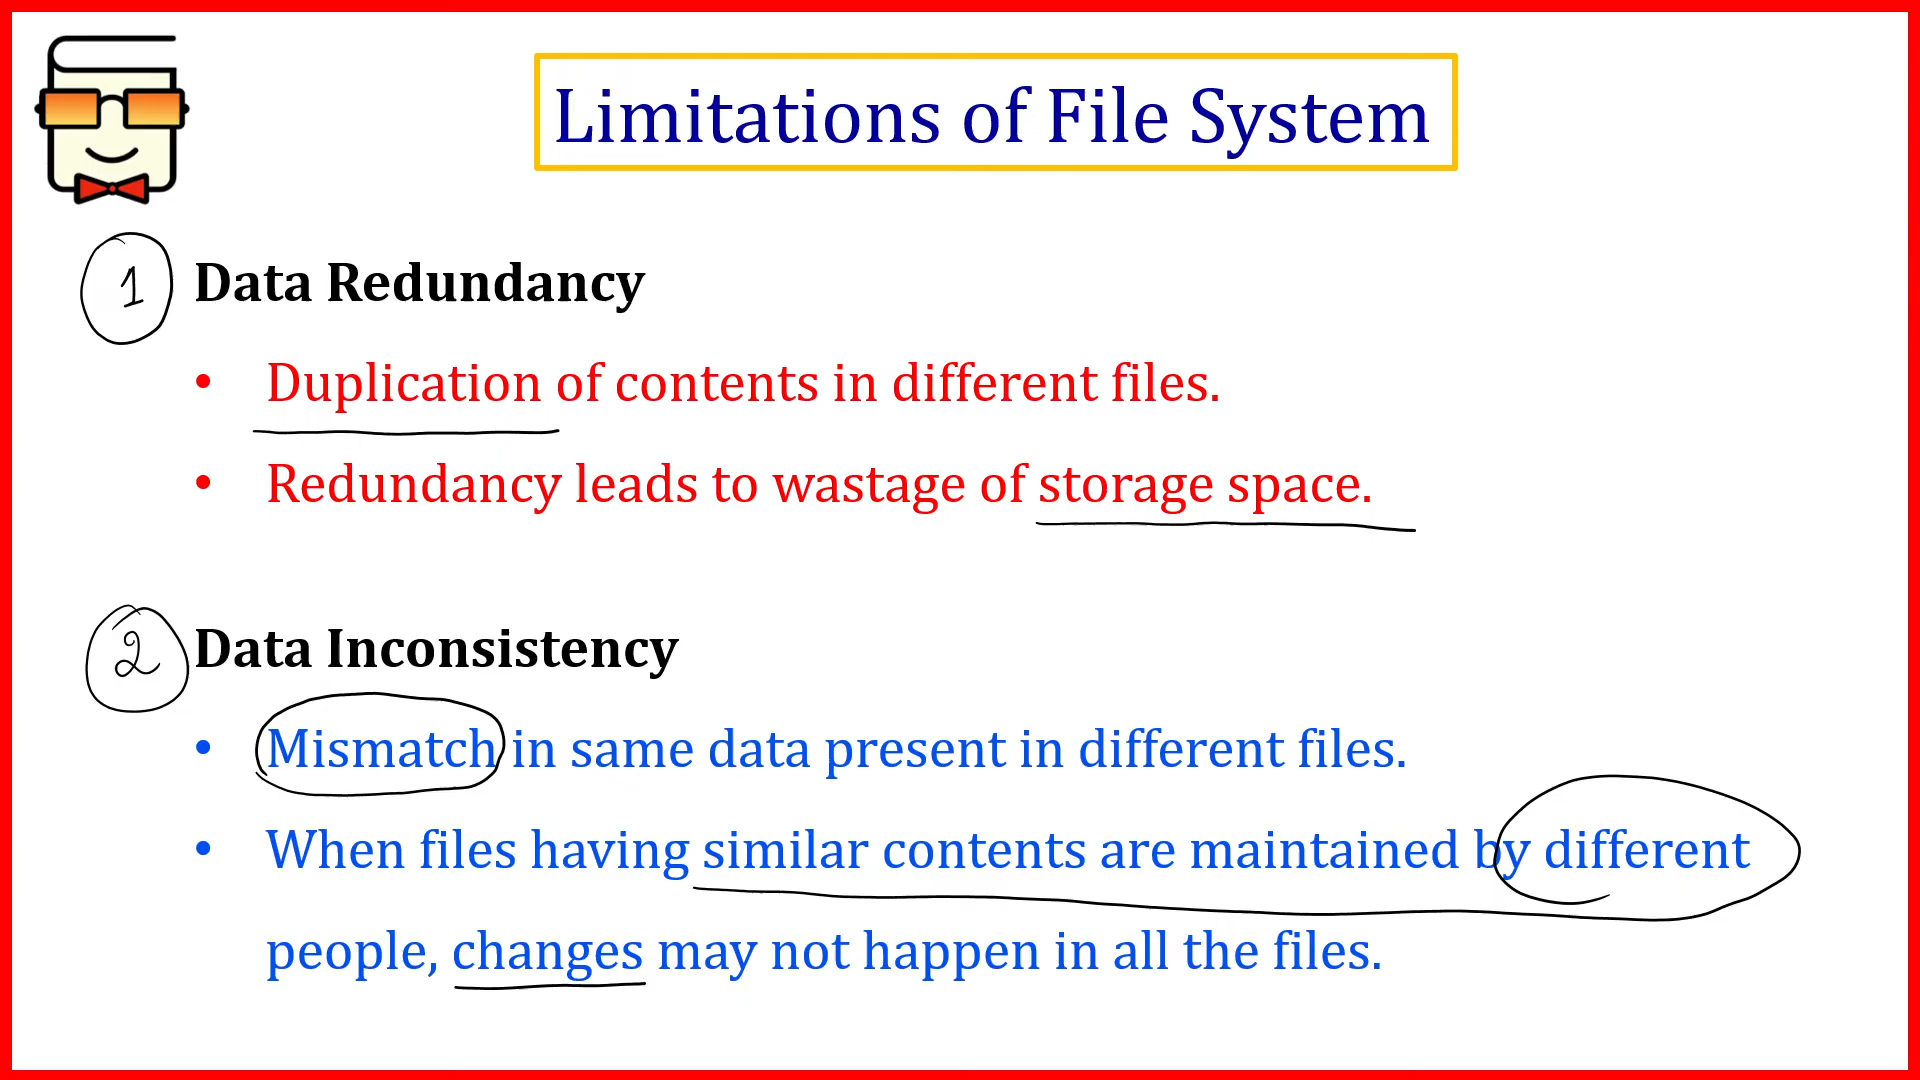 Limitations of File System
1 Data Redundancy
• Duplication of contents in different files.
• Redundancy leads to wastage of storage space.
2 Data Inconsistency
• Mismatch in same data present in different files.
• When files having similar contents are maintained by different
people, changes may not happen in all the files.